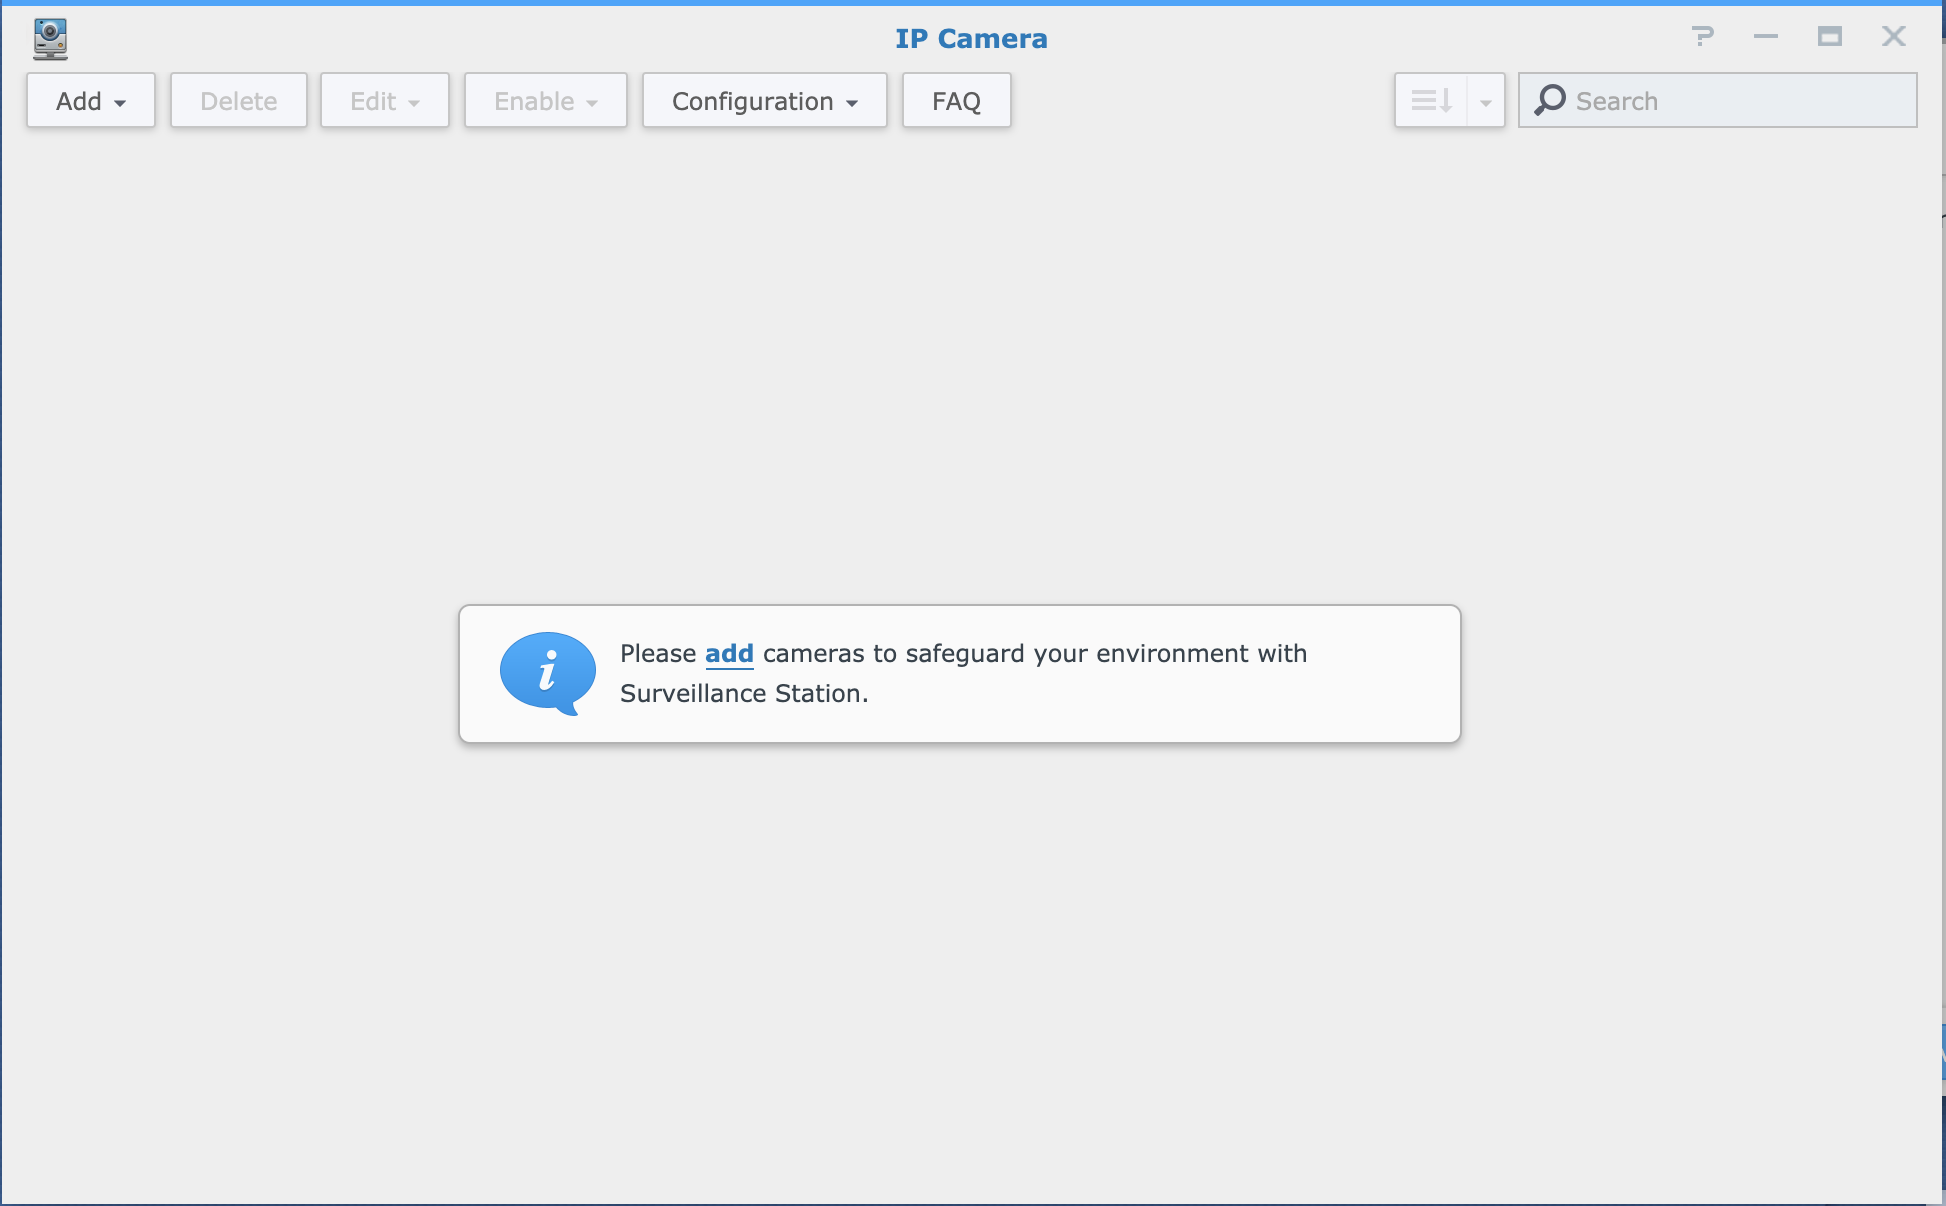 IP Camera
Add
Delete
Edit
Enable
Configuration
FAQ
Search
Please add cameras to safeguard your environment with
Surveillance Station.